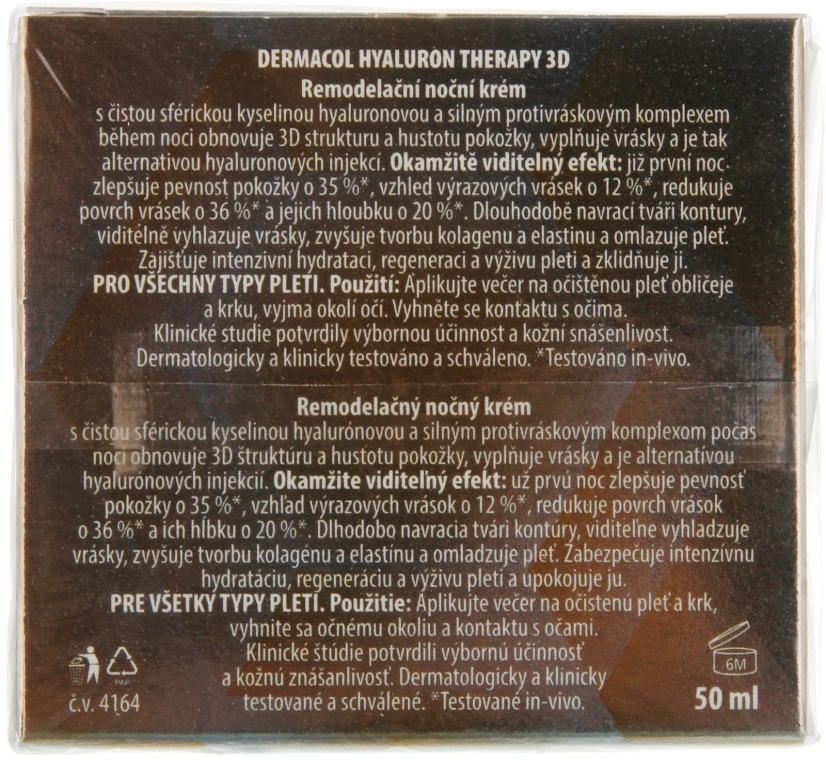 DERMACOL HYALURON THERAPY 3D
Remodelační noční krém
s čistou sférickou kyselinou hyaluronovou a silným protivráskovým komplexem
během noci obnovuje 3D strukturu a hustotu pokožky, vyplňuje vrásky a je tak
alternativou hyaluronových injekcí. Okamžitě viditelný efekt: již první noc
zlepšuje pevnost pokožky o 35 %*, vzhled výrazových vrásek o 12 %*, redukuje
povrch vrásek o 36 %* a jejich hloubku o 20 %*. Dlouhodobě navrací tváři kontury,
viditelně vyhlazuje vrásky, zvyšuje tvorbu kolagenu a elastinu a omlazuje pleť.
Zajišťuje intenzivní hydrataci, regeneraci a výživu pleti a zklidňuje ji.
PRO VŠECHNY TYPY PLETI. Použití: Aplikujte večer na očištěnou pleť obličeje
a krku, vyjma okolí očí. Vyhněte se kontaktu s očima.
Klinické studie potvrdily výbornou účinnost a kožní snášenlivost.
Dermatologicky a klinicky testováno a schváleno. *Testováno in-vivo.
Remodelačný nočný krém
s čistou sférickou kyselinou hyalurónovou a silným protivráskovým komplexom počas
noci obnovuje 3D štruktúru a hustotu pokožky, vyplňuje vrásky a je alternatívou
hyalurónových injekcií. Okamžite viditeľný efekt: už prvú noc zlepšuje pevnosť
pokožky o 35 %*, vzhľad výrazových vrások o 12 %*, redukuje povrch vrások
o 36 %* a ich hĺbku o 20 %*. Dlhodobo navracia tvári kontúry, viditeľne vyhladzuje
vrásky, zvyšuje tvorbu kolagénu a elastínu a omladzuje pleť. Zabezpečuje intenzívnu
hydratáciu, regeneráciu a výživu pleti a upokojuje ju.
PRE VŠETKY TYPY PLETI. Použitie: Aplikujte večer na očistenú pleť a krk,
vyhnite sa očnému okoliu a kontaktu s očami.
Klinické štúdie potvrdili výbornú účinnosť
a kožnú znášanlivosť. Dermatologicky a klinicky
testované a schválené. *Testované in-vivo.
PAP
č.v. 4164
6M
50 ml